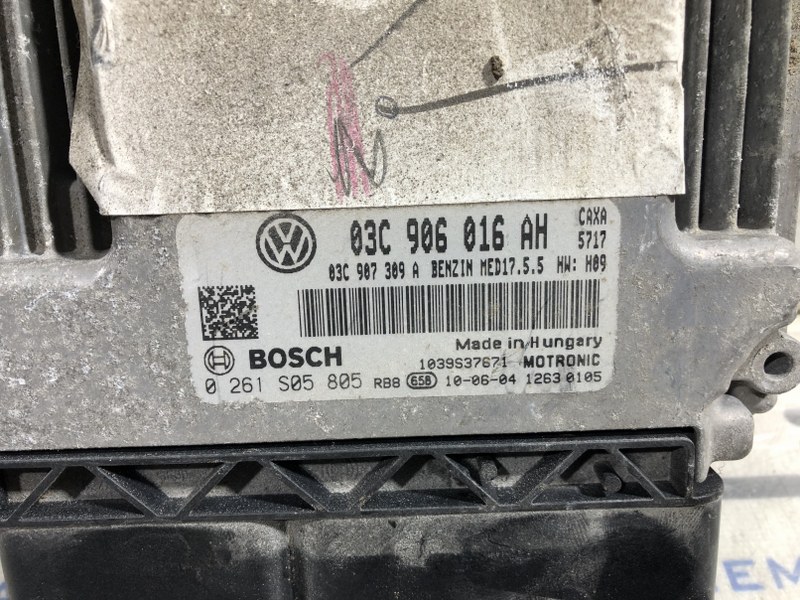 03C 906 016 AH CAXA
5717
03C 907 309 A BENZIN MED17.5.5 HW: H09
Made in Hungary
BOSCH 1039S37671 MOTRONIC
0 261 S05 805 RB8 658 10-06-04 1263 0105